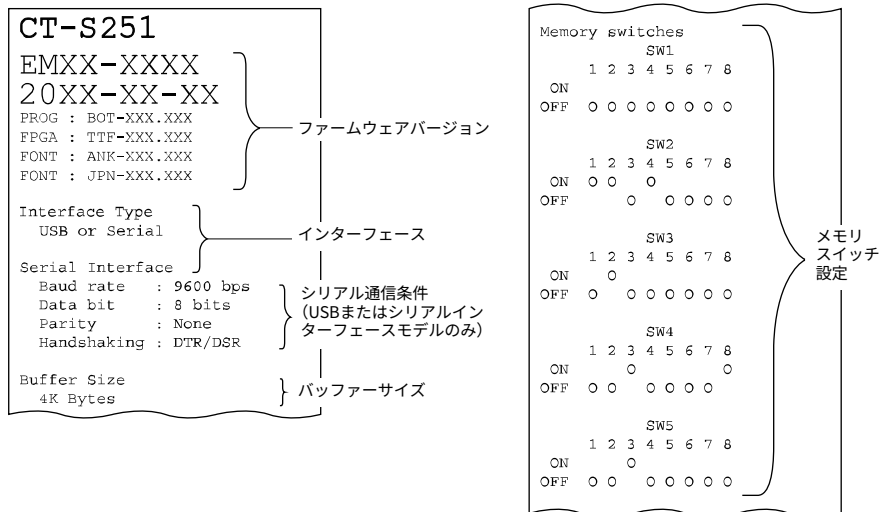 CT-S251
EMXX-XXXX
20XX-XX-XX
PROG : BOT-XXX.XXX
FPGA : TTF-XXX.XXX
FONT : ANK-XXX.XXX
FONT : JPN-XXX.XXX
ファームウェアバージョン
Interface Type
USB or Serial
インターフェース
Serial Interface
Baud rate : 9600 bps
Data bit : 8 bits
Parity : None
Handshaking : DTR/DSR
シリアル通信条件
（USBまたはシリアルイン
ターフェースモデルのみ）
Buffer Size
4K Bytes
バッファーサイズ
Memory switches
SW1
1 2 3 4 5 6 7 8
ON
OFF O O O O O O O O
SW2
1 2 3 4 5 6 7 8
ON O O   O
OFF     O   O O O O
SW3
1 2 3 4 5 6 7 8
ON   O
OFF O   O O O O O O
SW4
1 2 3 4 5 6 7 8
ON     O         O
OFF O O   O O O O
SW5
1 2 3 4 5 6 7 8
ON     O
OFF O O   O O O O O
メモリ
スイッチ
設定